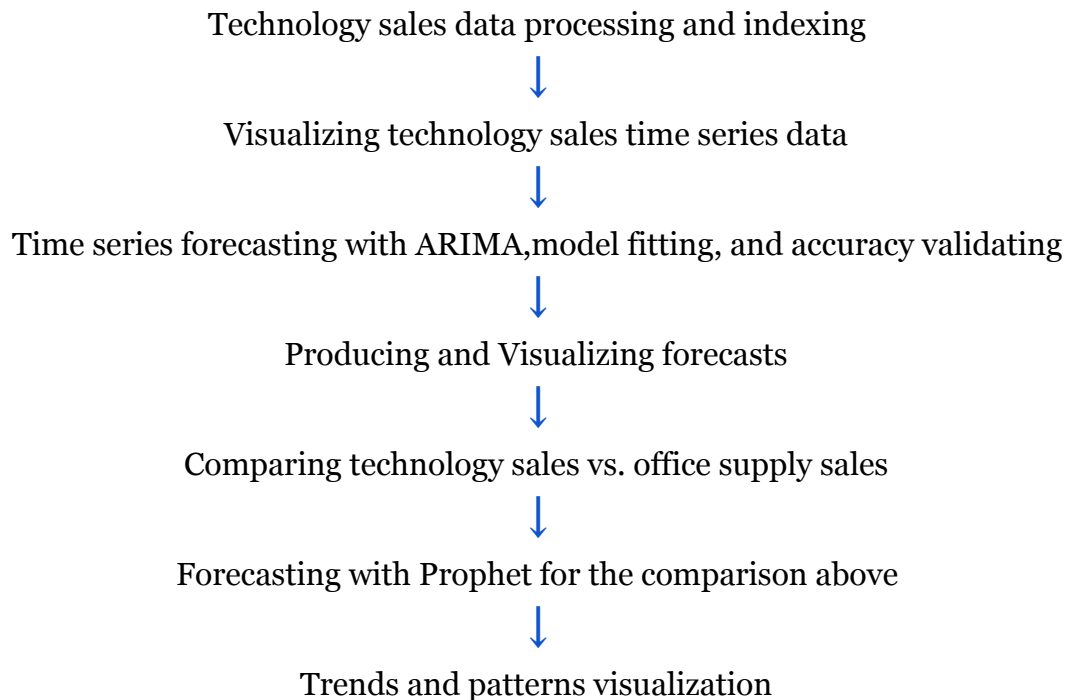 Technology sales data processing and indexing
Visualizing technology sales time series data
Time series forecasting with ARIMA,model fitting, and accuracy validating
Producing and Visualizing forecasts
Comparing technology sales vs. office supply sales
Forecasting with Prophet for the comparison above
Trends and patterns visualization